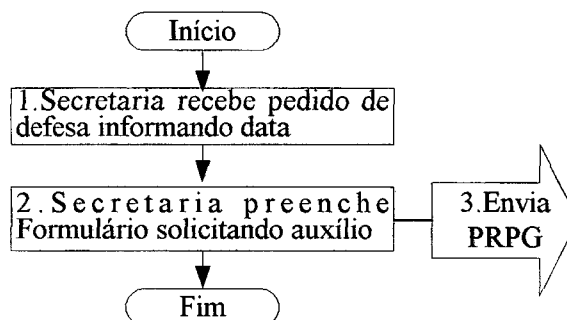 Início
1.Secretaria recebe pedido de
defesa informando data
2.Secretaria preenche
Formulário solicitando auxílio
3.Envia
PRPG
Fim